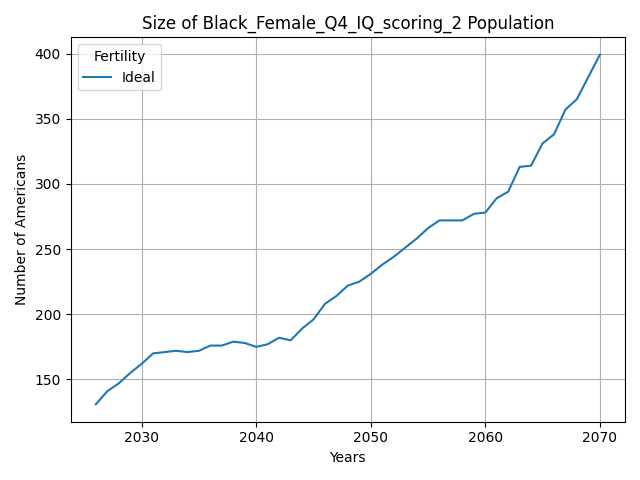 Size of Black_Female_Q4_IQ_scoring_2 Population
Fertility
Ideal
Number of Americans
400
350
300
250
200
150
2030 2040 2050 2060 2070
Years